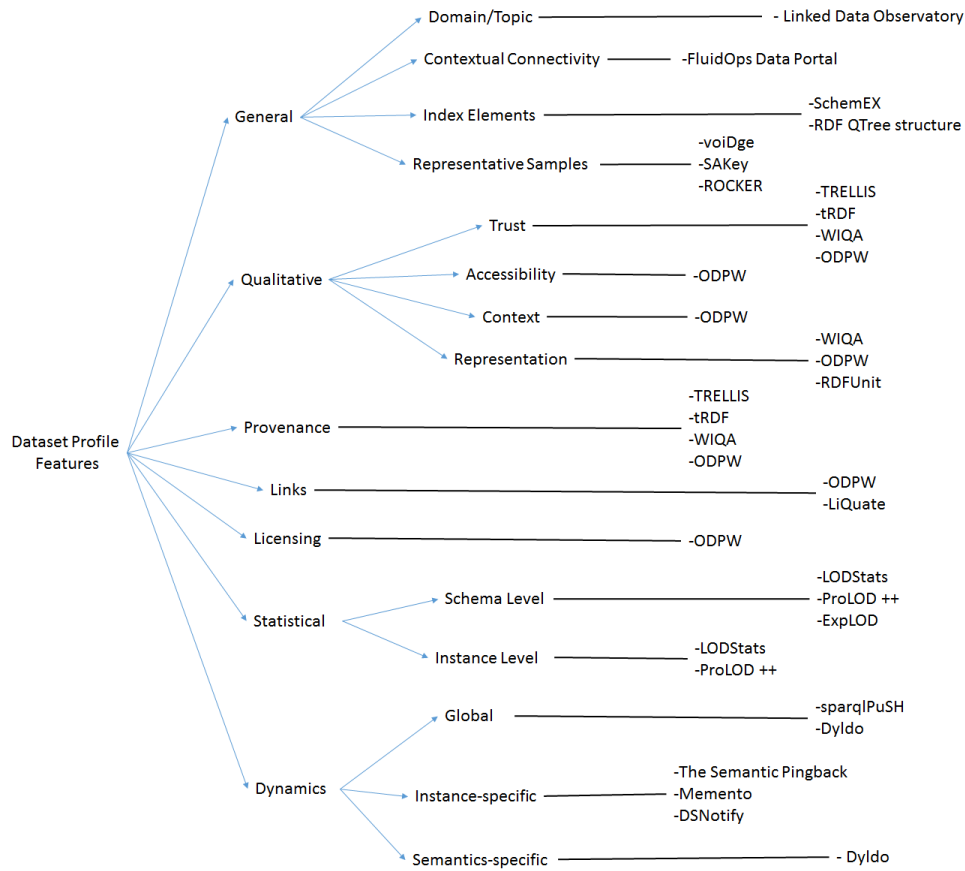 Domain/Topic
- Linked Data Observatory
Contextual Connectivity
-FluidOps Data Portal
General
Index Elements
-SchemEX
-RDF QTree structure
Representative Samples
-voiDge
-SAKey
-ROCKER
Qualitative
Trust
-TRELLIS
-tRDF
-WIQA
-ODPW
Accessibility
-ODPW
Context
-ODPW
Representation
-WIQA
-ODPW
-RDFUnit
Dataset Profile
Features
Provenance
-TRELLIS
-tRDF
-WIQA
-ODPW
Links
-ODPW
-LiQuate
Licensing
-ODPW
Statistical
Schema Level
-LODStats
-ProLOD ++
-ExpLOD
Instance Level
-LODStats
-ProLOD ++
Dynamics
Global
-sparqlPuSH
-Dyldo
Instance-specific
-The Semantic Pingback
-Memento
-DSNotify
Semantics-specific
- Dyldo